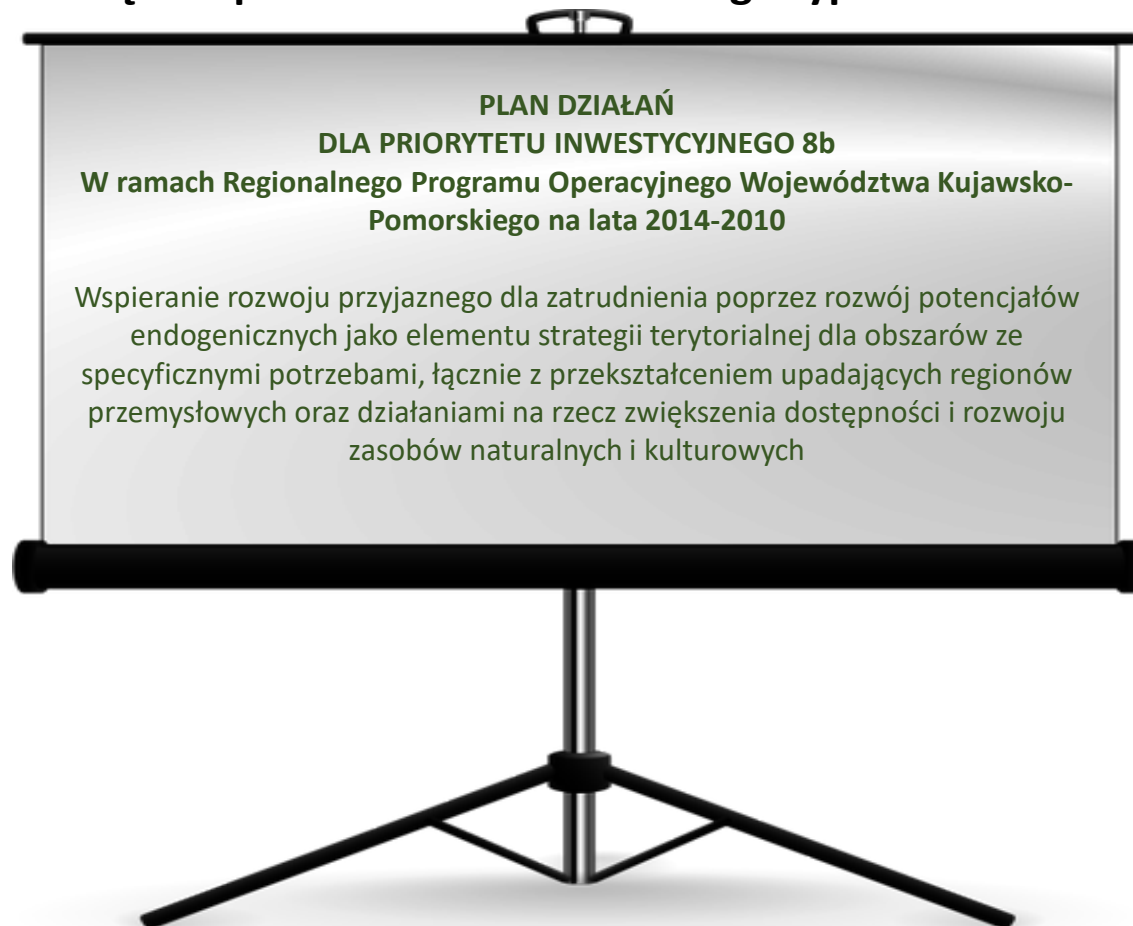 PLAN DZIAŁAŃ
DLA PRIORYTETU INWESTYCYJNEGO 8b
W ramach Regionalnego Programu Operacyjnego Województwa Kujawsko-
Pomorskiego na lata 2014-2010
Wspieranie rozwoju przyjaznego dla zatrudnienia poprzez rozwój potencjałów
endogenicznych jako elementu strategii terytorialnej dla obszarów ze
specyficznymi potrzebami, łącznie z przekształceniem upadających regionów
przemysłowych oraz działaniami na rzecz zwiększenia dostępności i rozwoju
zasobów naturalnych i kulturowych